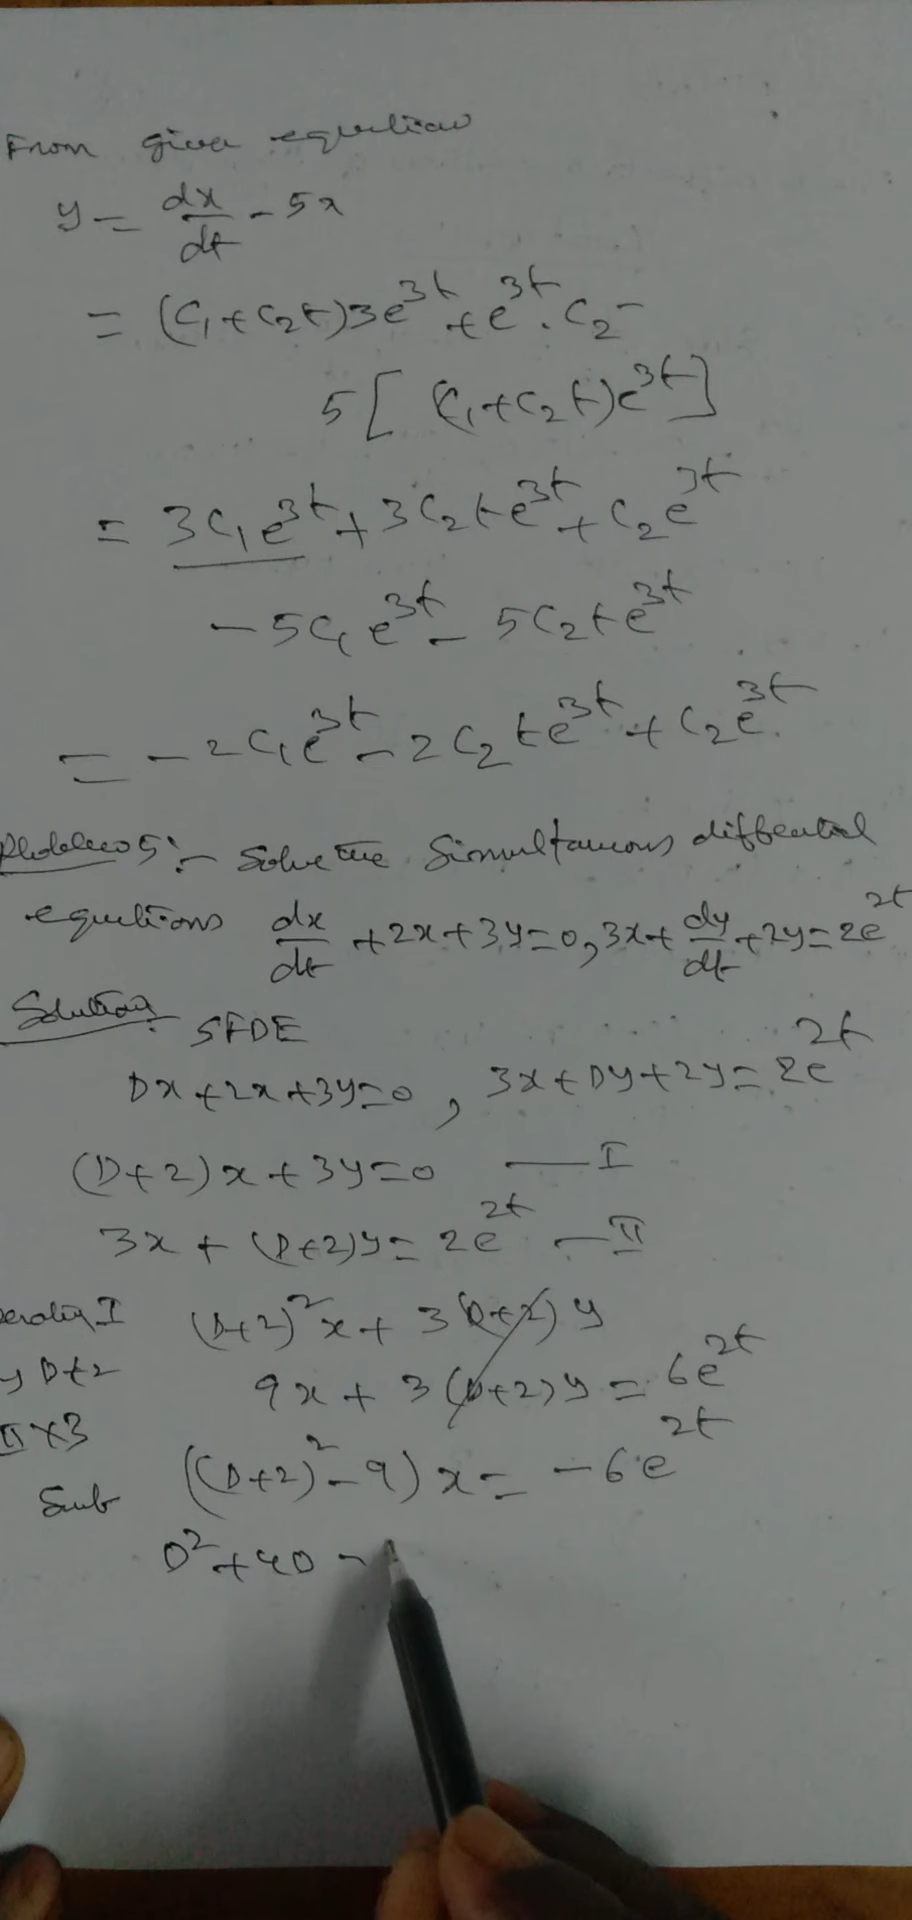 From given equation
y = dx/dt - 5x
= (C₁+C₂t)3e^3t + e^3t . C₂ -
5[(C₁+C₂t)e^3t]
= 3C₁e^3t + 3C₂te^3t + C₂e^3t
- 5C₁e^3t - 5C₂te^3t
= -2C₁e^3t - 2C₂te^3t + C₂e^3t.
5:- Solve the Simultaneous
equations dx/dt + 2x + 3y = 0, 3x + dy/dt + 2y = 2e^2t
Solution:
SFDE
Dx + 2x + 3y = 0, 3x + Dy + 2y = 2e^2t
(D+2)x + 3y = 0 — I
3x + (D+2)y = 2e^2t — II
I (D+2)²x + 3(D+2)y
y D+2 9x + 3(D+2)y = 6e^2t
II×3
Sub ((D+2)² - 9)x = -6e^2t
D² + 4D -